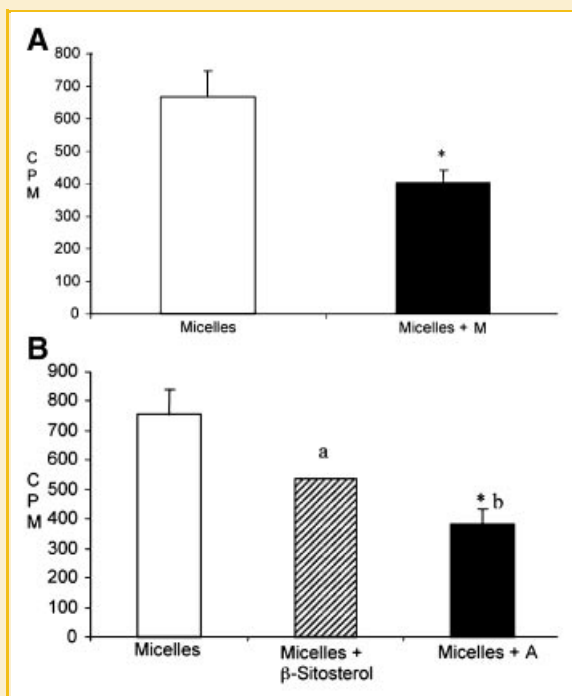 A
800
700
600
500
400
300
200
100
0
C
P
M
*
Micelles
Micelles + M
B
900
800
700
600
500
400
300
200
100
0
C
P
M
a
* b
Micelles
Micelles +
β-Sitosterol
Micelles + A